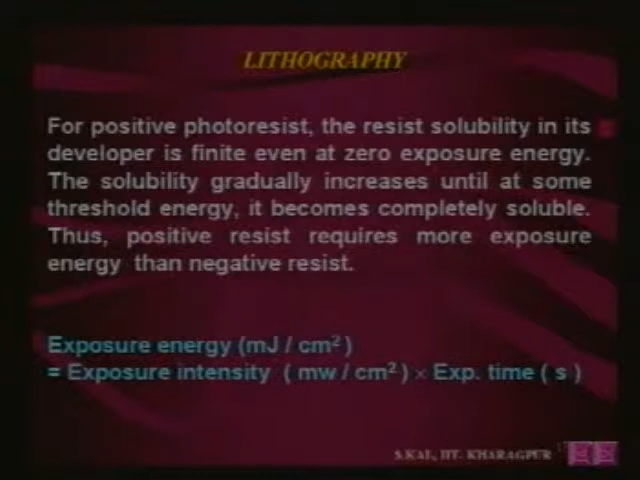 LITHOGRAPHY
For positive photoresist, the resist solubility in its
developer is finite even at zero exposure energy.
The solubility gradually increases until at some
threshold energy, it becomes completely soluble.
Thus, positive resist requires more exposure
energy than negative resist.
Exposure energy (mJ / cm²)
= Exposure intensity ( mw / cm² ) × Exp. time ( s )
S.KAL, IIT- KHARAGPUR